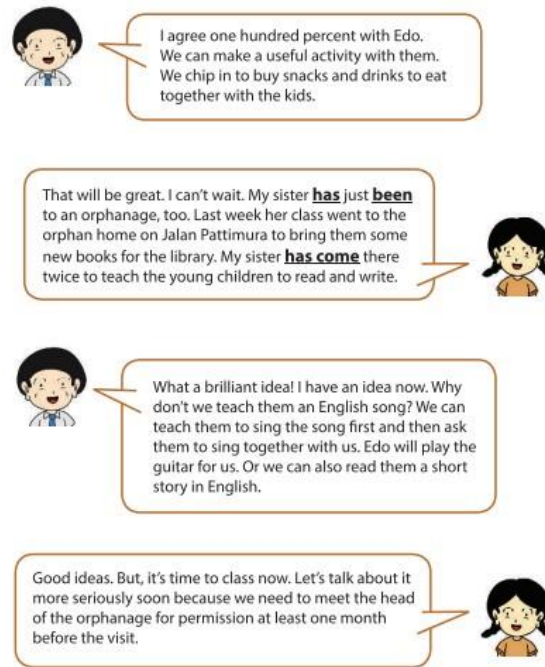 I agree one hundred percent with Edo.
We can make a useful activity with them.
We chip in to buy snacks and drinks to eat
together with the kids.
That will be great. I can't wait. My sister has just been
to an orphanage, too. Last week her class went to the
orphan home on Jalan Pattimura to bring them some
new books for the library. My sister has come there
twice to teach the young children to read and write.
What a brilliant idea! I have an idea now. Why
don't we teach them an English song? We can
teach them to sing the song first and then ask
them to sing together with us. Edo will play the
guitar for us. Or we can also read them a short
story in English.
Good ideas. But, it's time to class now. Let's talk about it
more seriously soon because we need to meet the head
of the orphanage for permission at least one month
before the visit.